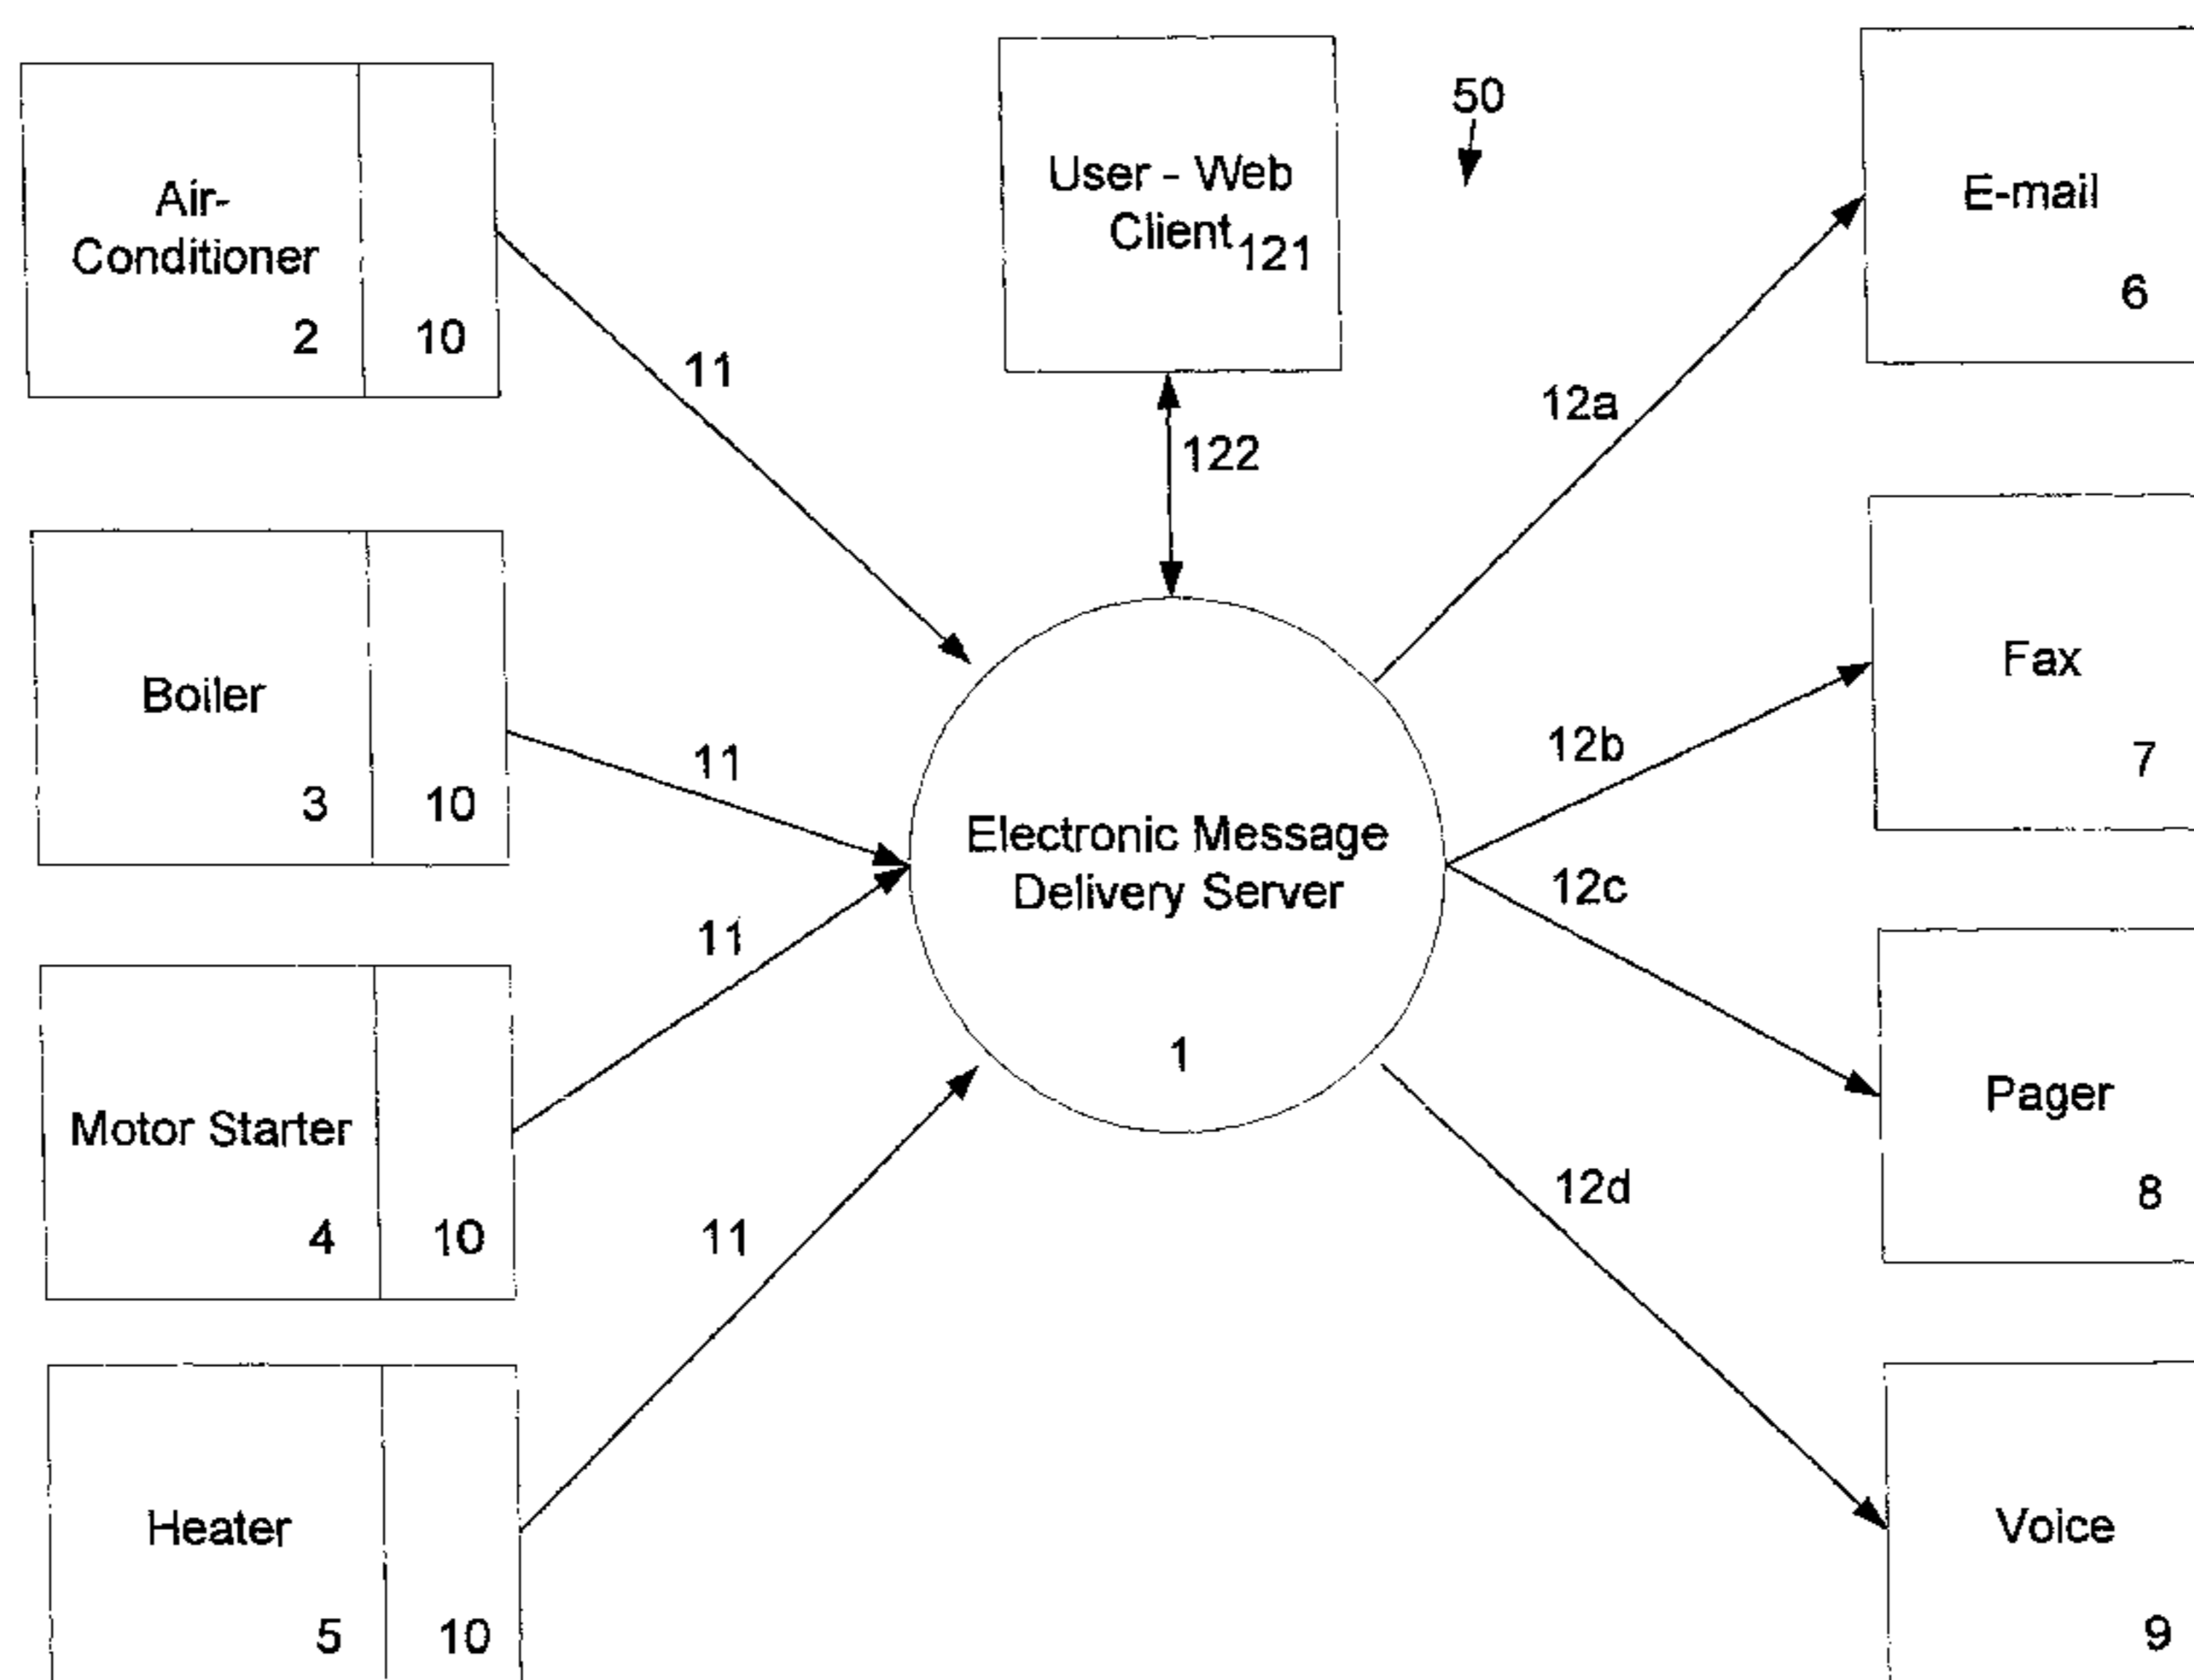 Air-
Conditioner
2
10
11
Boiler
3
10
11
Motor Starter
4
10
11
Heater
5
10
11
User - Web
Client
121
122
50
Electronic Message
Delivery Server
1
12a
E-mail
6
12b
Fax
7
12c
Pager
8
12d
Voice
9